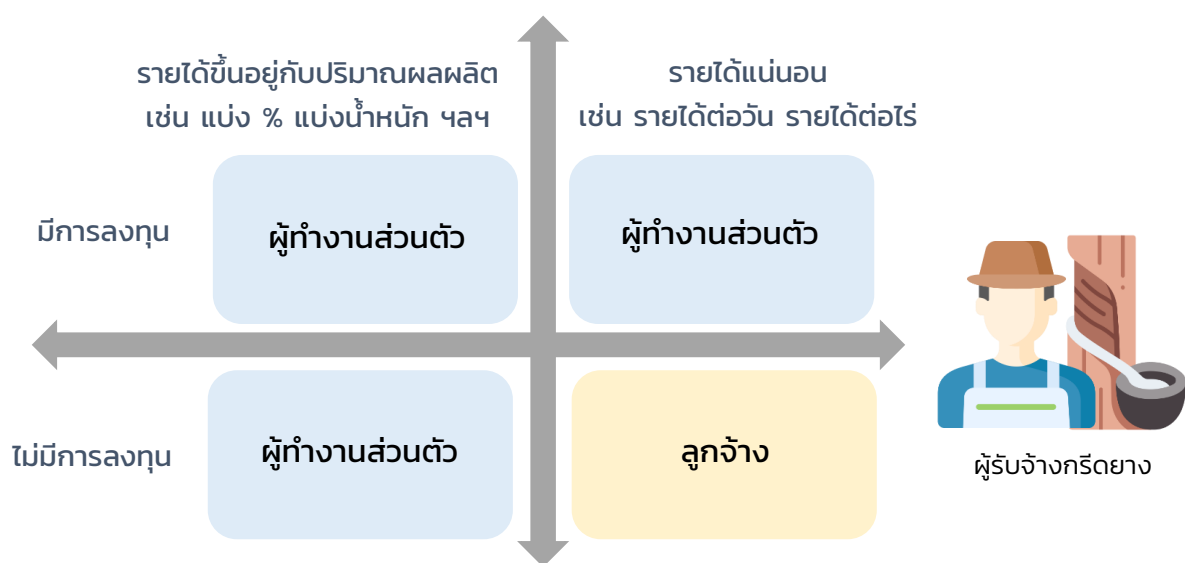 รายได้ขึ้นอยู่กับปริมาณผลผลิต
เช่น แบ่ง % แบ่งน้ำหนัก ฯลฯ
รายได้แน่นอน
เช่น รายได้ต่อวัน รายได้ต่อไร่
มีการลงทุน
ผู้ทำงานส่วนตัว
ผู้ทำงานส่วนตัว
ไม่มีการลงทุน
ผู้ทำงานส่วนตัว
ลูกจ้าง
ผู้รับจ้างกรีดยาง